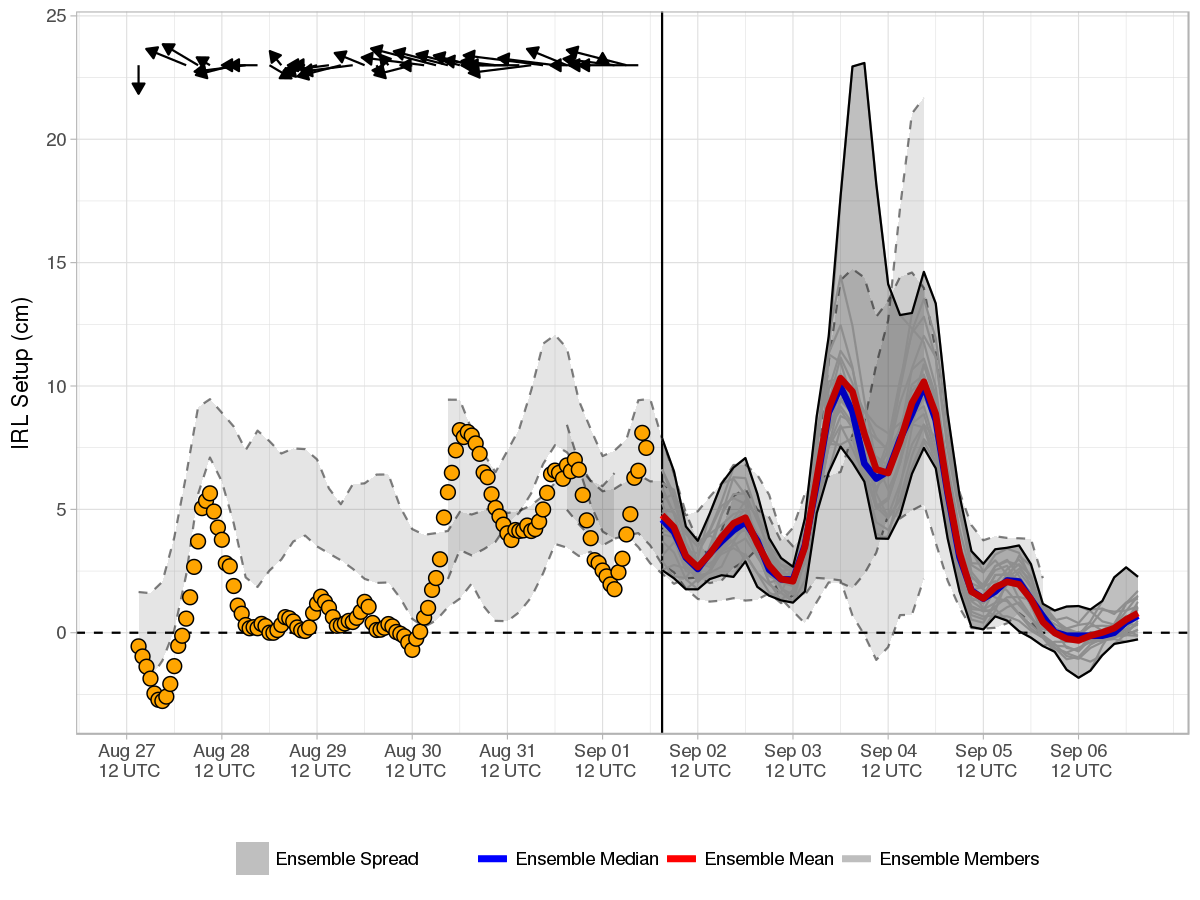 25
20
15
10
5
0
IRL Setup (cm)
Aug 27 Aug 28 Aug 29 Aug 30 Aug 31 Sep 01 Sep 02 Sep 03 Sep 04 Sep 05 Sep 06
12 UTC 12 UTC 12 UTC 12 UTC 12 UTC 12 UTC 12 UTC 12 UTC 12 UTC 12 UTC 12 UTC
Ensemble Spread Ensemble Median Ensemble Mean Ensemble Members